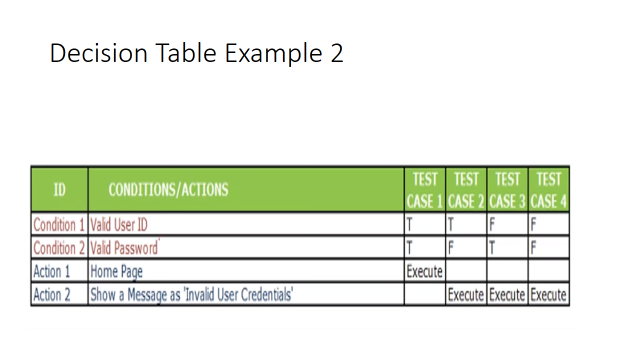 Decision Table Example 2
ID CONDITIONS/ACTIONS TEST CASE 1 TEST CASE 2 TEST CASE 3 TEST CASE 4
Condition 1 Valid User ID T T F F
Condition 2 Valid Password T F T F
Action 1 Home Page Execute
Action 2 Show a Message as 'Invalid User Credentials' Execute Execute Execute